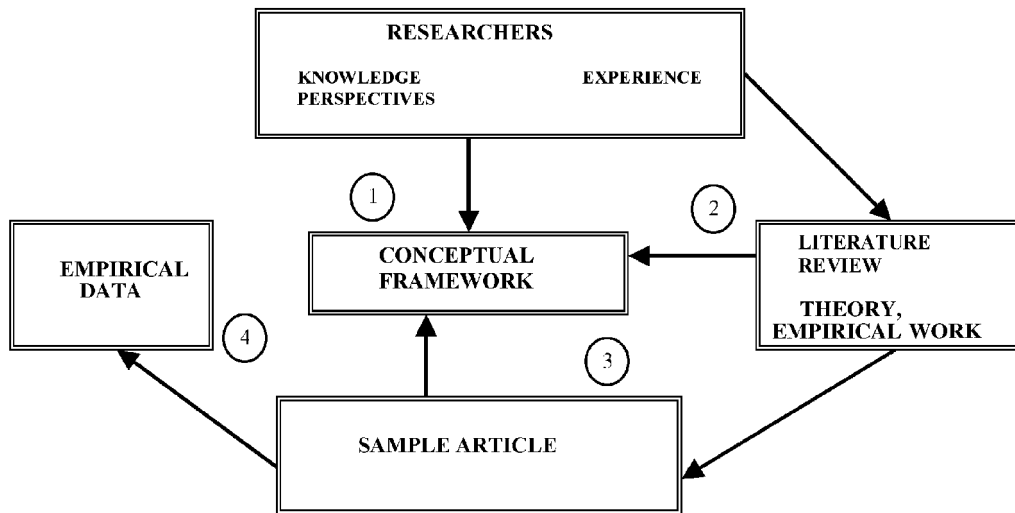 RESEARCHERS
KNOWLEDGE
PERSPECTIVES
EXPERIENCE
1
2
CONCEPTUAL
FRAMEWORK
LITERATURE
REVIEW
THEORY,
EMPIRICAL WORK
EMPIRICAL
DATA
4
3
SAMPLE ARTICLE